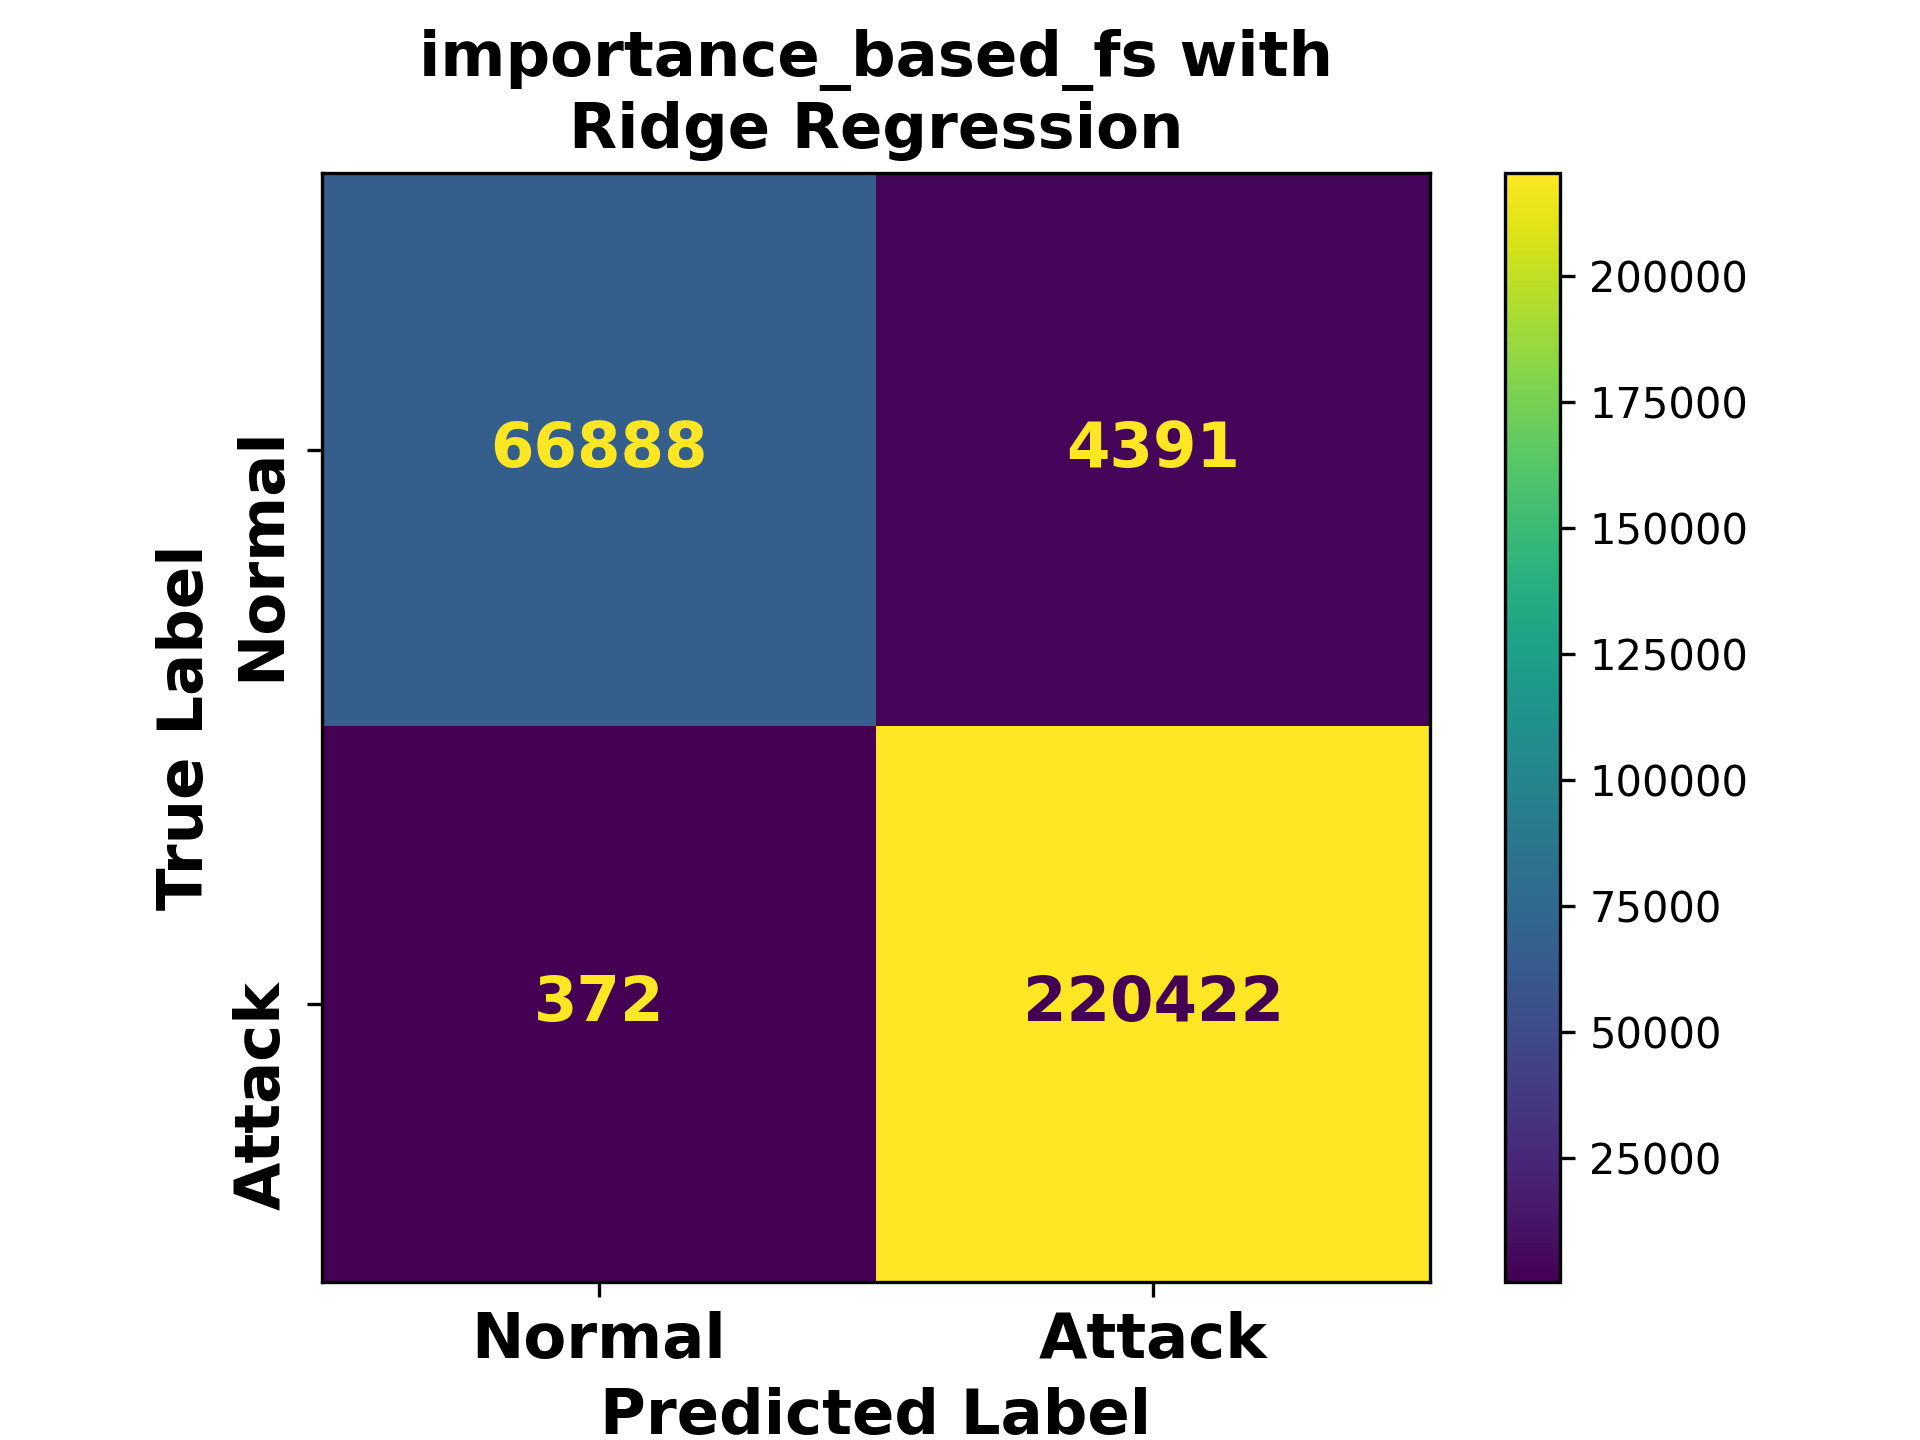 importance_based_fs with
Ridge Regression
True Label
Normal
Attack
66888
4391
372
220422
Normal
Attack
Predicted Label
200000
175000
150000
125000
100000
75000
50000
25000